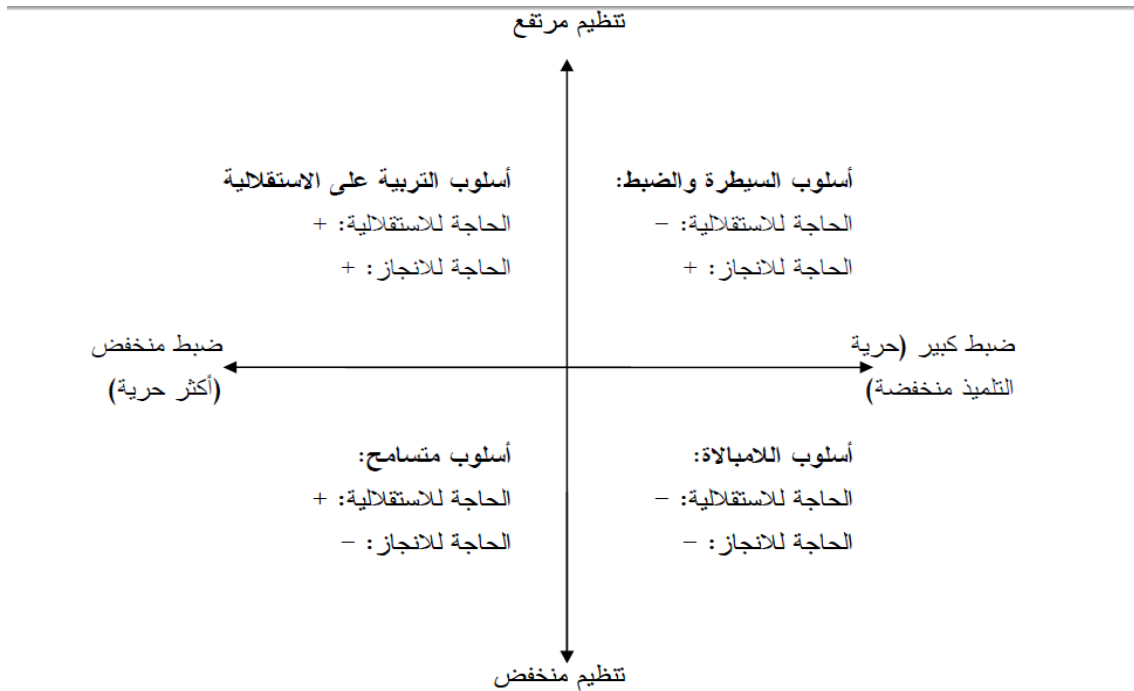 تنظيم مرتفع
أسلوب السيطرة والضبط:
الحاجة للاستقلالية: –
الحاجة للانجاز: +
أسلوب التربية على الاستقلالية
الحاجة للاستقلالية: +
الحاجة للانجاز: +
ضبط كبير (حرية
التلميذ منخفضة)
ضبط منخفض
(أكثر حرية)
أسلوب اللامبالاة:
الحاجة للاستقلالية: –
الحاجة للانجاز: –
أسلوب متسامح:
الحاجة للاستقلالية: +
الحاجة للانجاز: –
تنظيم منخفض